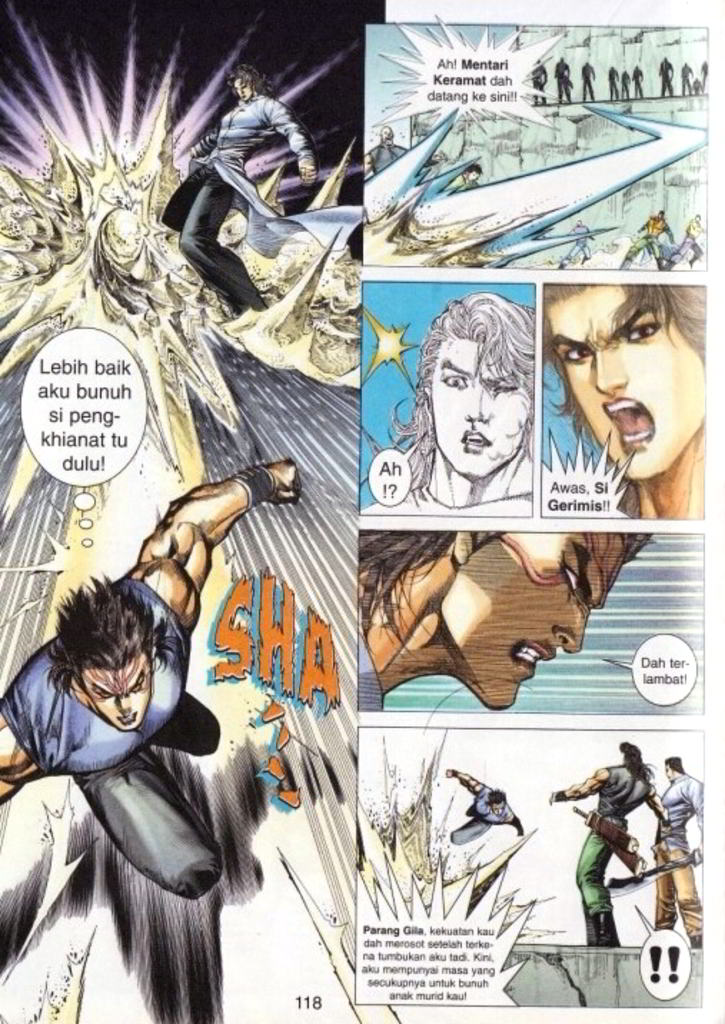 Lebih baik
aku bunuh
si peng-
khianat tu
dulu!
SHA
118
Ah! Mentari
Keramat dah
datang ke sini!!
Ah
!?
Awas, Si
Gerimis!!
Dah ter-
lambat!
Parang Gila, kekuatan kau
dah merosot setelah terke-
na tumbukan aku tadi. Kini,
aku mempunyai masa yang
secukupnya untuk bunuh
anak murid kau!
!!